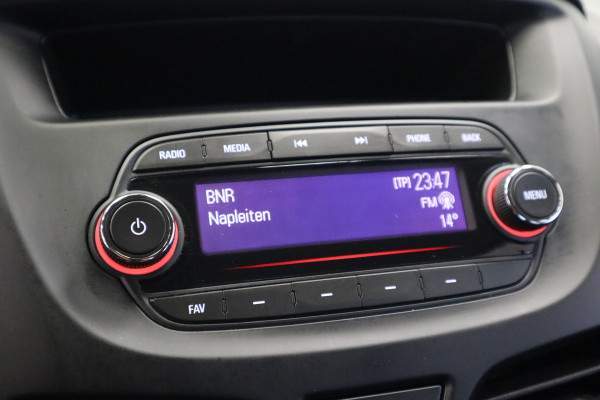 RADIO MEDIA PHONE BACK
BNR [TP] 23:47
Napleiten FM
14°
MENU
FAV